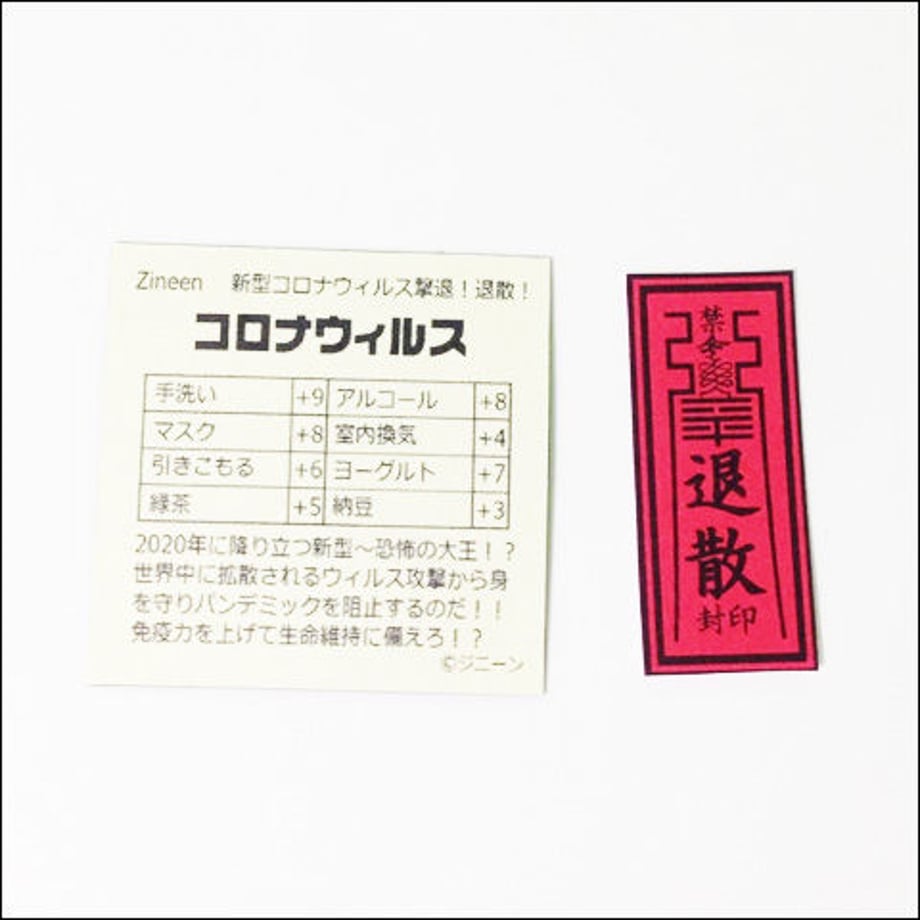 Zineen 新型コロナウィルス撃退！退散！
コロナウィルス
手洗い +9 アルコール +8
マスク +8 室内換気 +4
引きこもる +6 ヨーグルト +7
緑茶 +5 納豆 +3
2020年に降り立つ新型～恐怖の大王！？
世界中に拡散されるウィルス攻撃から身
を守りパンデミックを阻止するのだ！！
免疫力を上げて生命維持に備えろ！？
©ジニーン
禁
退
散
封印